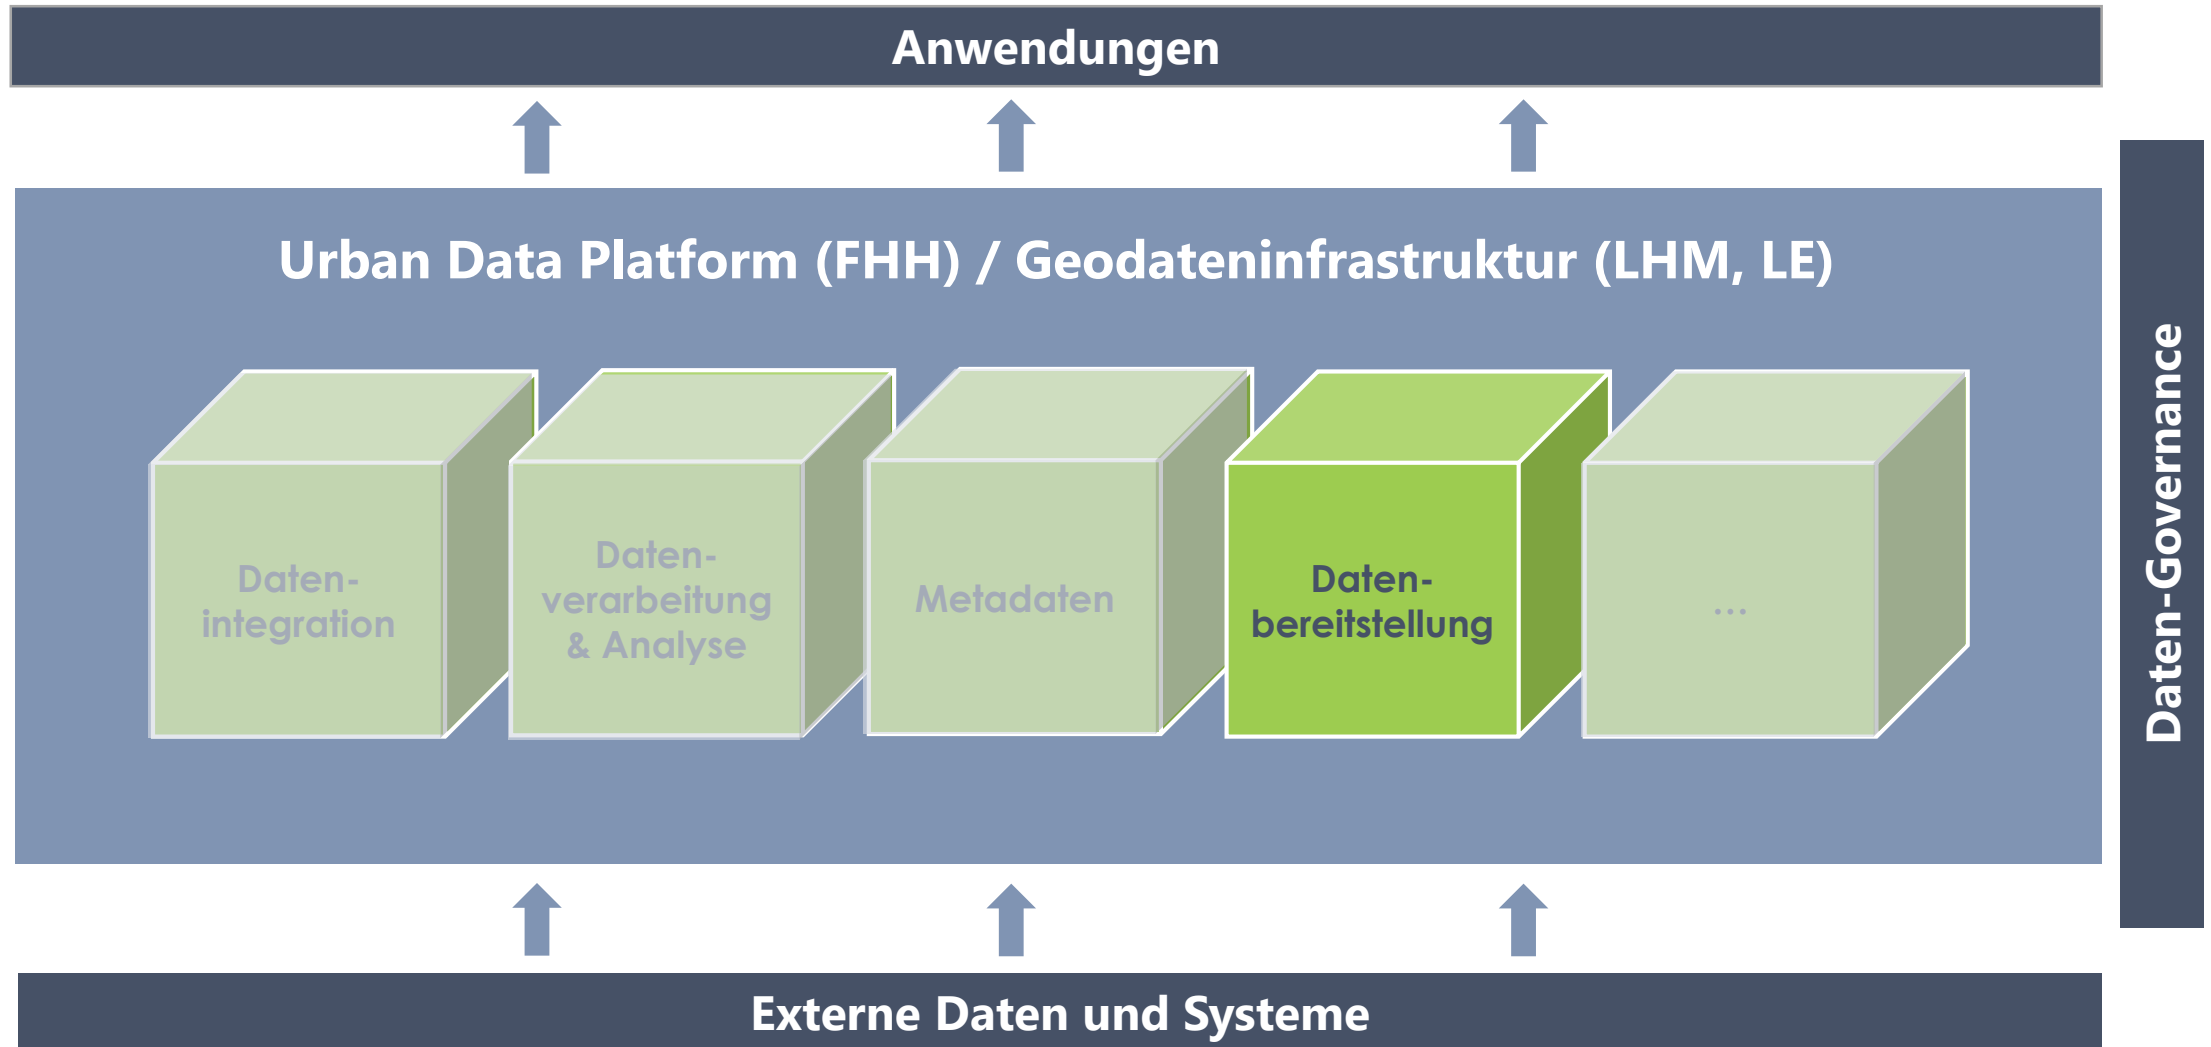 Anwendungen
Urban Data Platform (FHH) / Geodateninfrastruktur (LHM, LE)
Daten-
integration
Daten-
verarbeitung
& Analyse
Metadaten
Daten-
bereitstellung
...
Daten-Governance
Externe Daten und Systeme